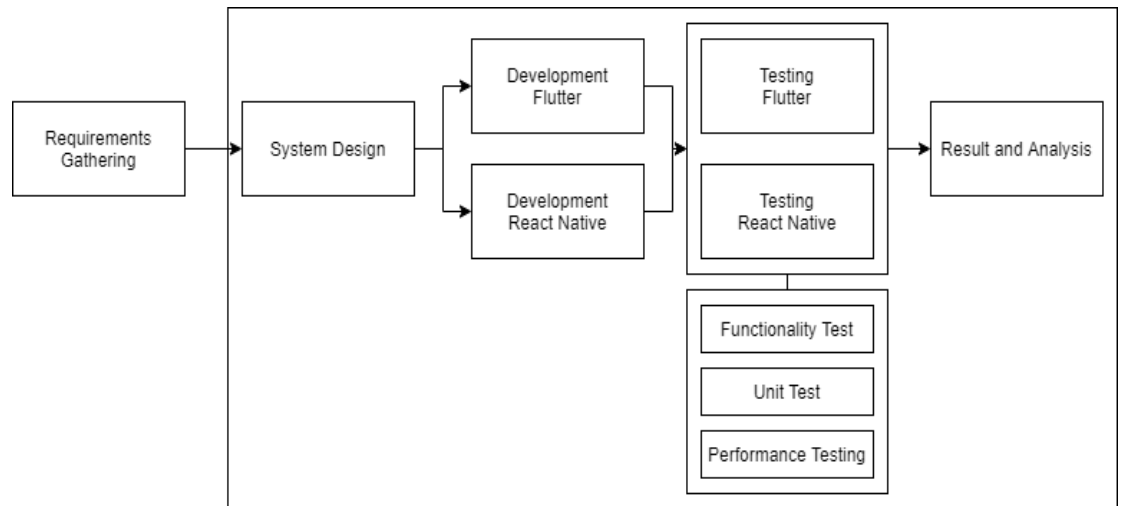 Requirements
Gathering
System Design
Development
Flutter
Development
React Native
Testing
Flutter
Testing
React Native
Functionality Test
Unit Test
Performance Testing
Result and Analysis